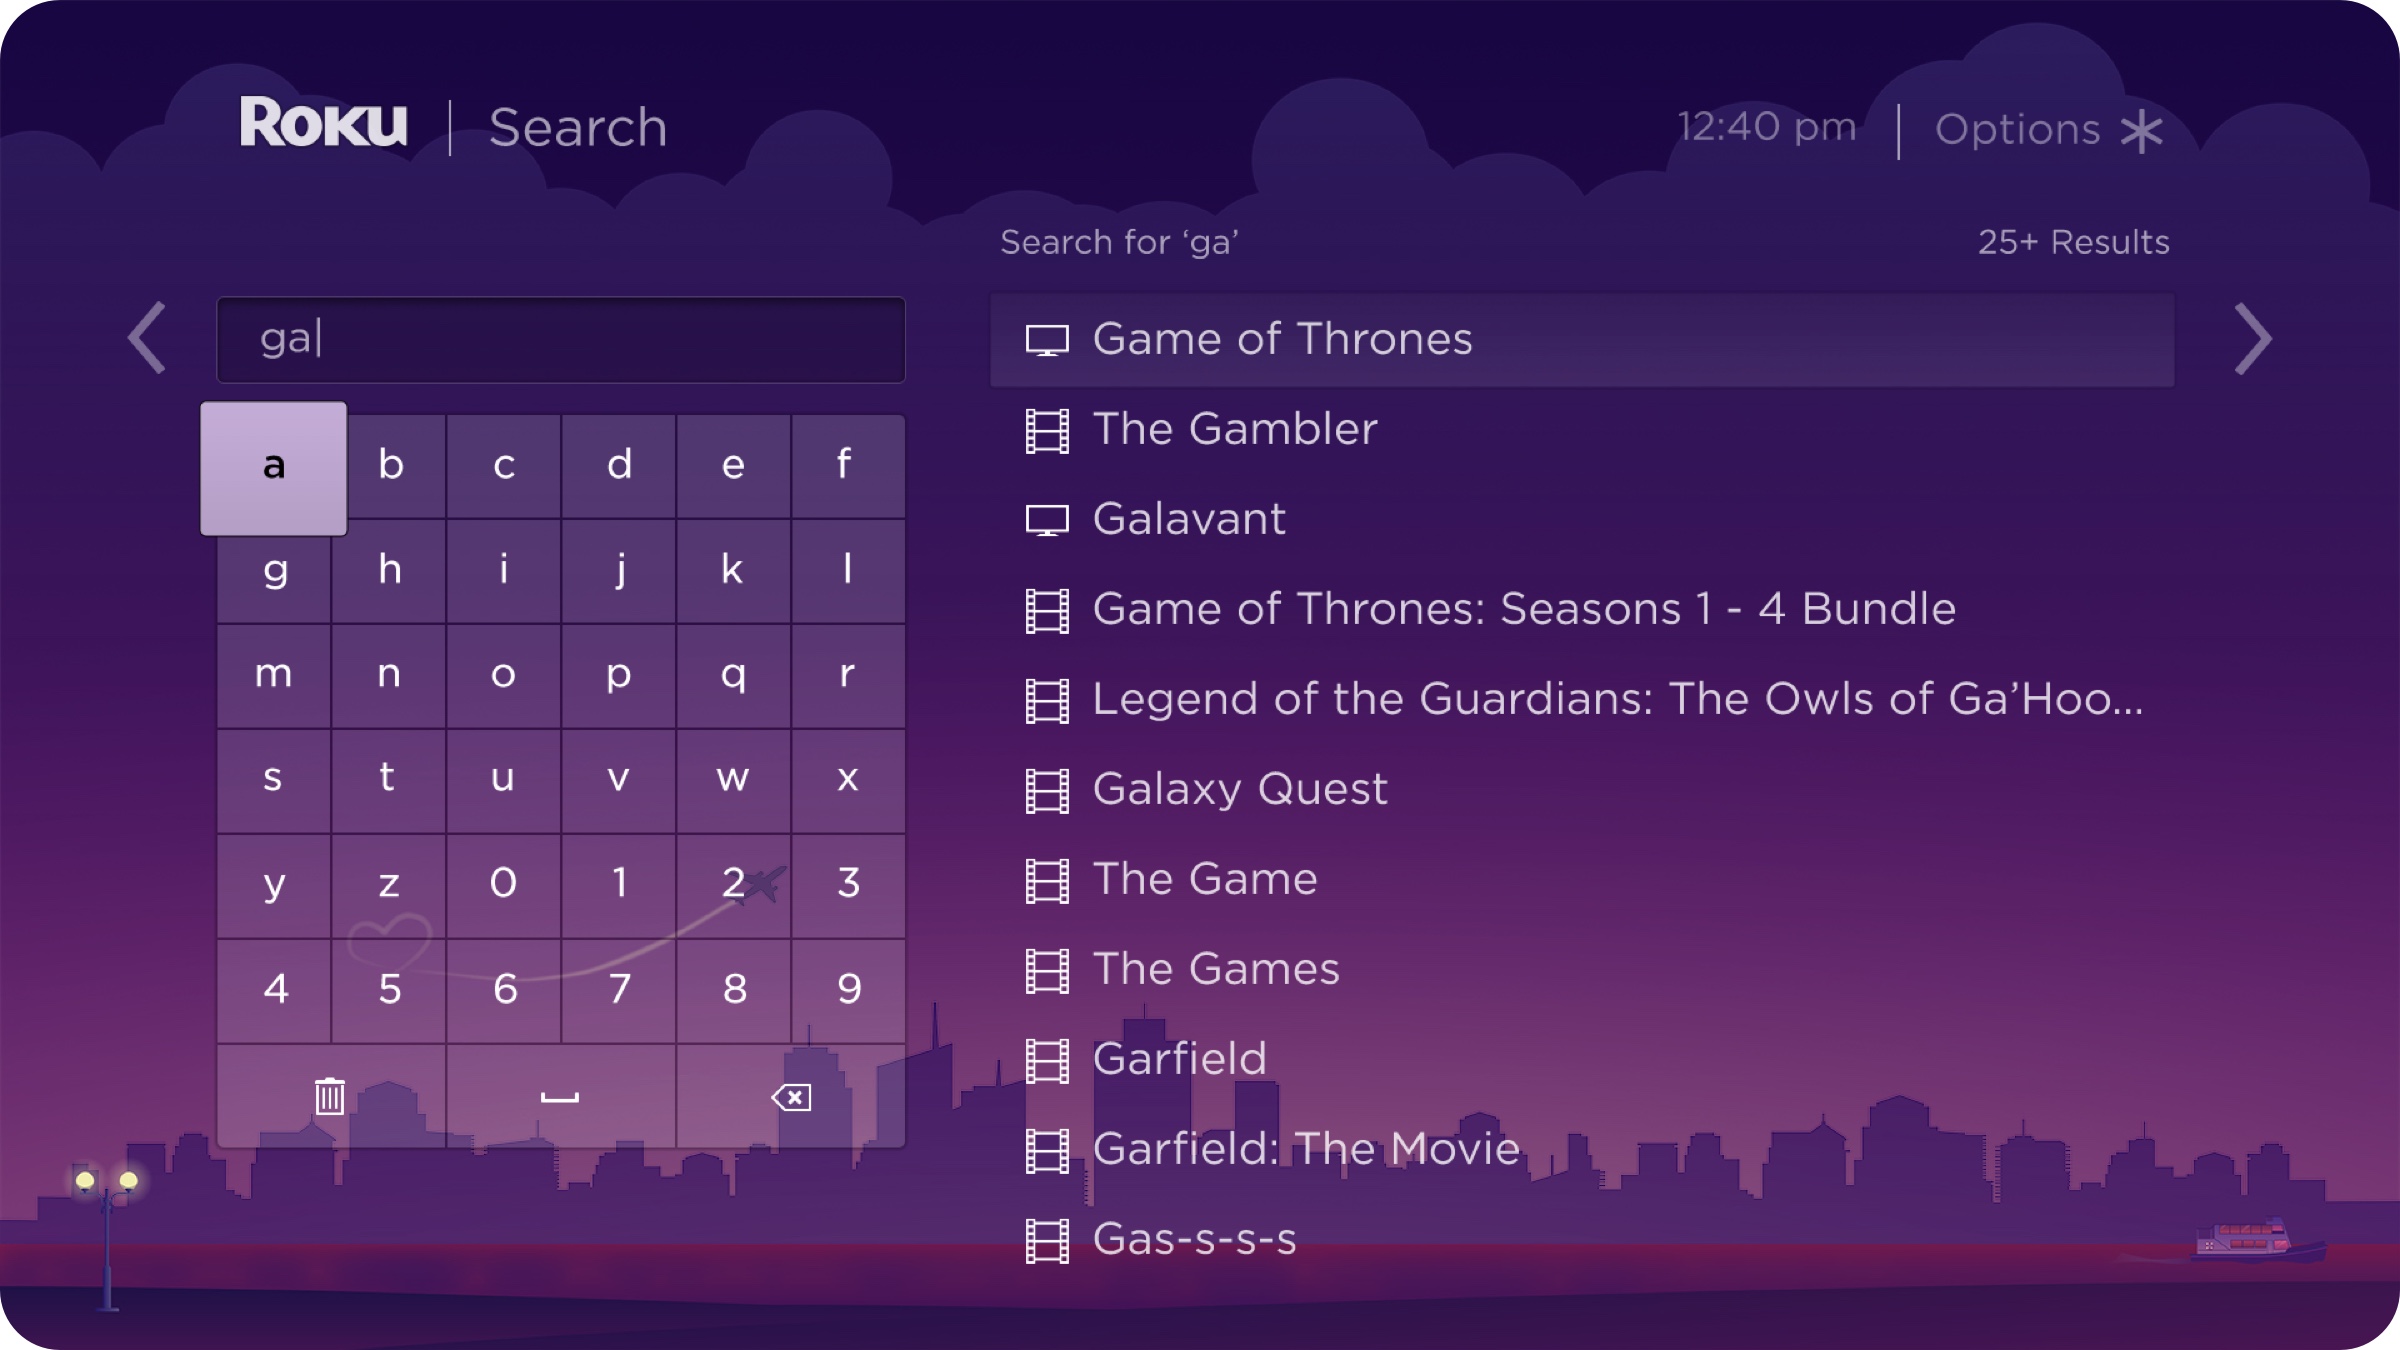 Roku | Search
12:40 pm | Options
Search for ‘ga’
25+ Results
ga
a b c d e f
g h i j k l
m n o p q r
s t u v w x
y z 0 1 2 3
4 5 6 7 8 9
Game of Thrones
The Gambler
Galavant
Game of Thrones: Seasons 1 - 4 Bundle
Legend of the Guardians: The Owls of Ga’Hoo...
Galaxy Quest
The Game
The Games
Garfield
Garfield: The Movie
Gas-s-s-s